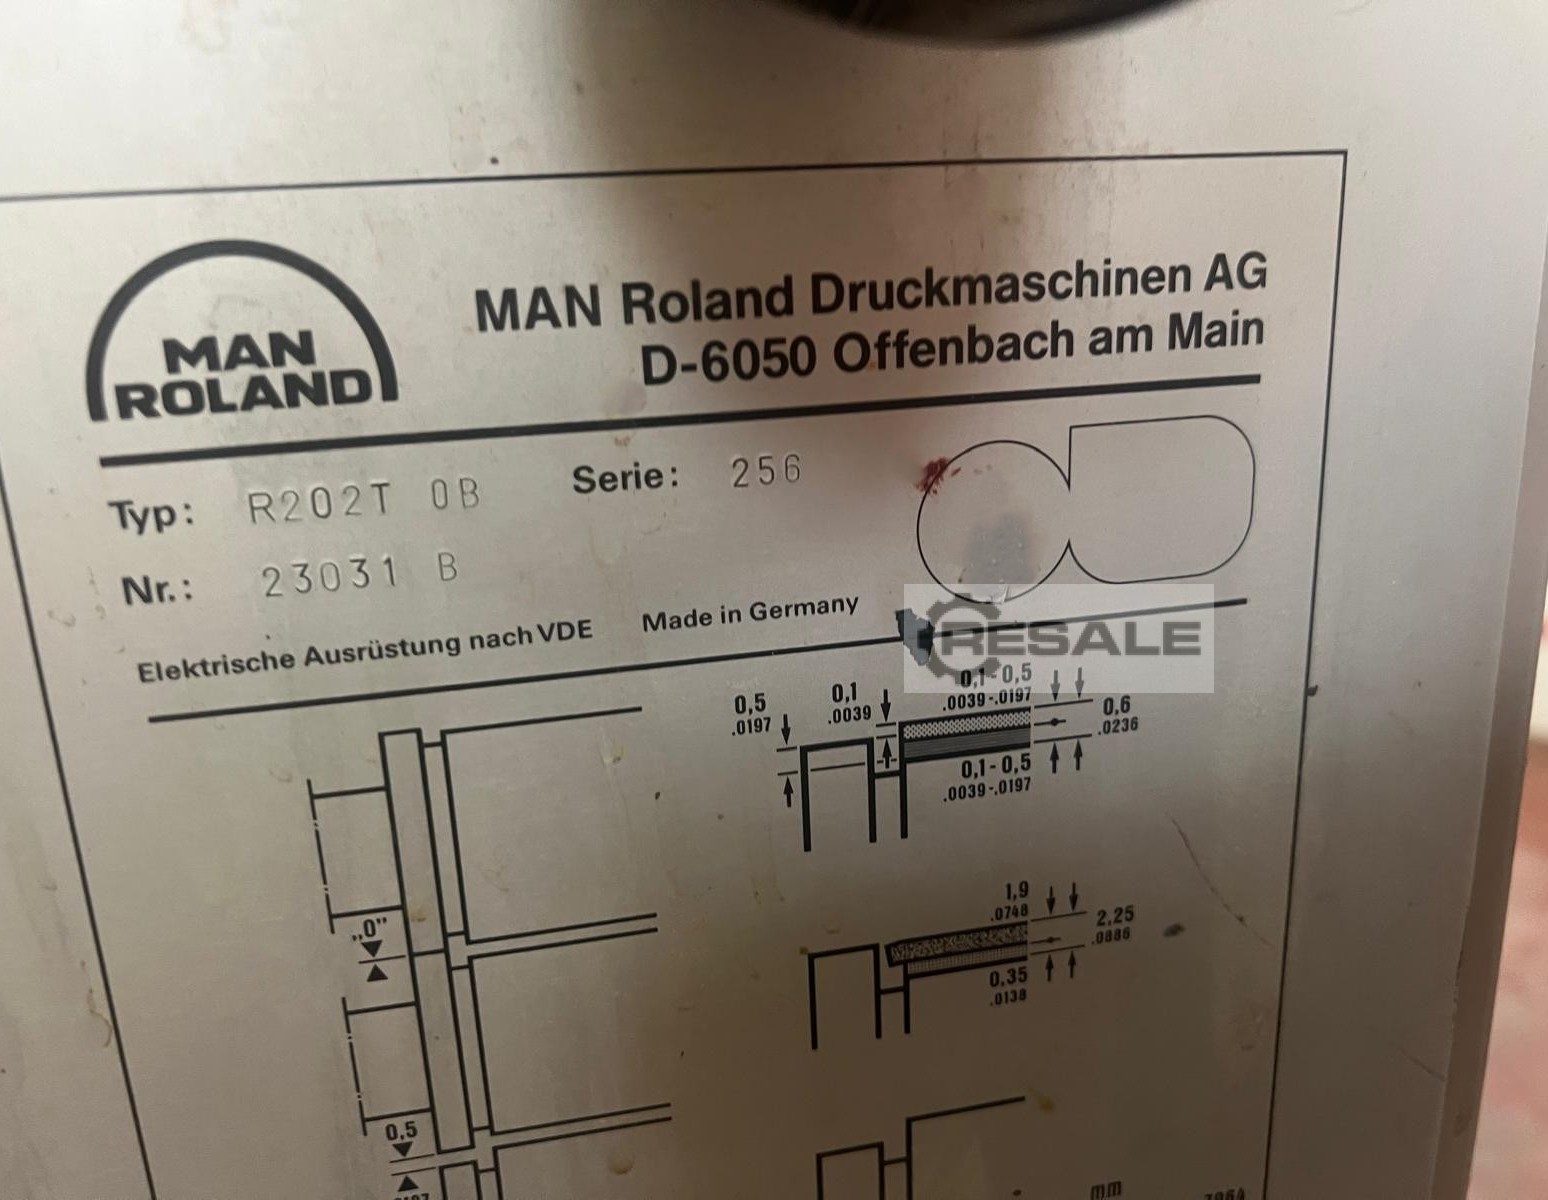 MAN
ROLAND
MAN Roland Druckmaschinen AG
D-6050 Offenbach am Main
Typ: R202T 0B Serie: 256
Nr.: 23031 B
Elektrische Ausrüstung nach VDE Made in Germany
RESALE
0,5
.0197
0,1
.0039
0,1-0,5
.0039-.0197
0,6
.0236
0,1-0,5
.0039-.0197
„0”
1,9
.0748
2.25
.0886
0.35
.0138
0,5
mm